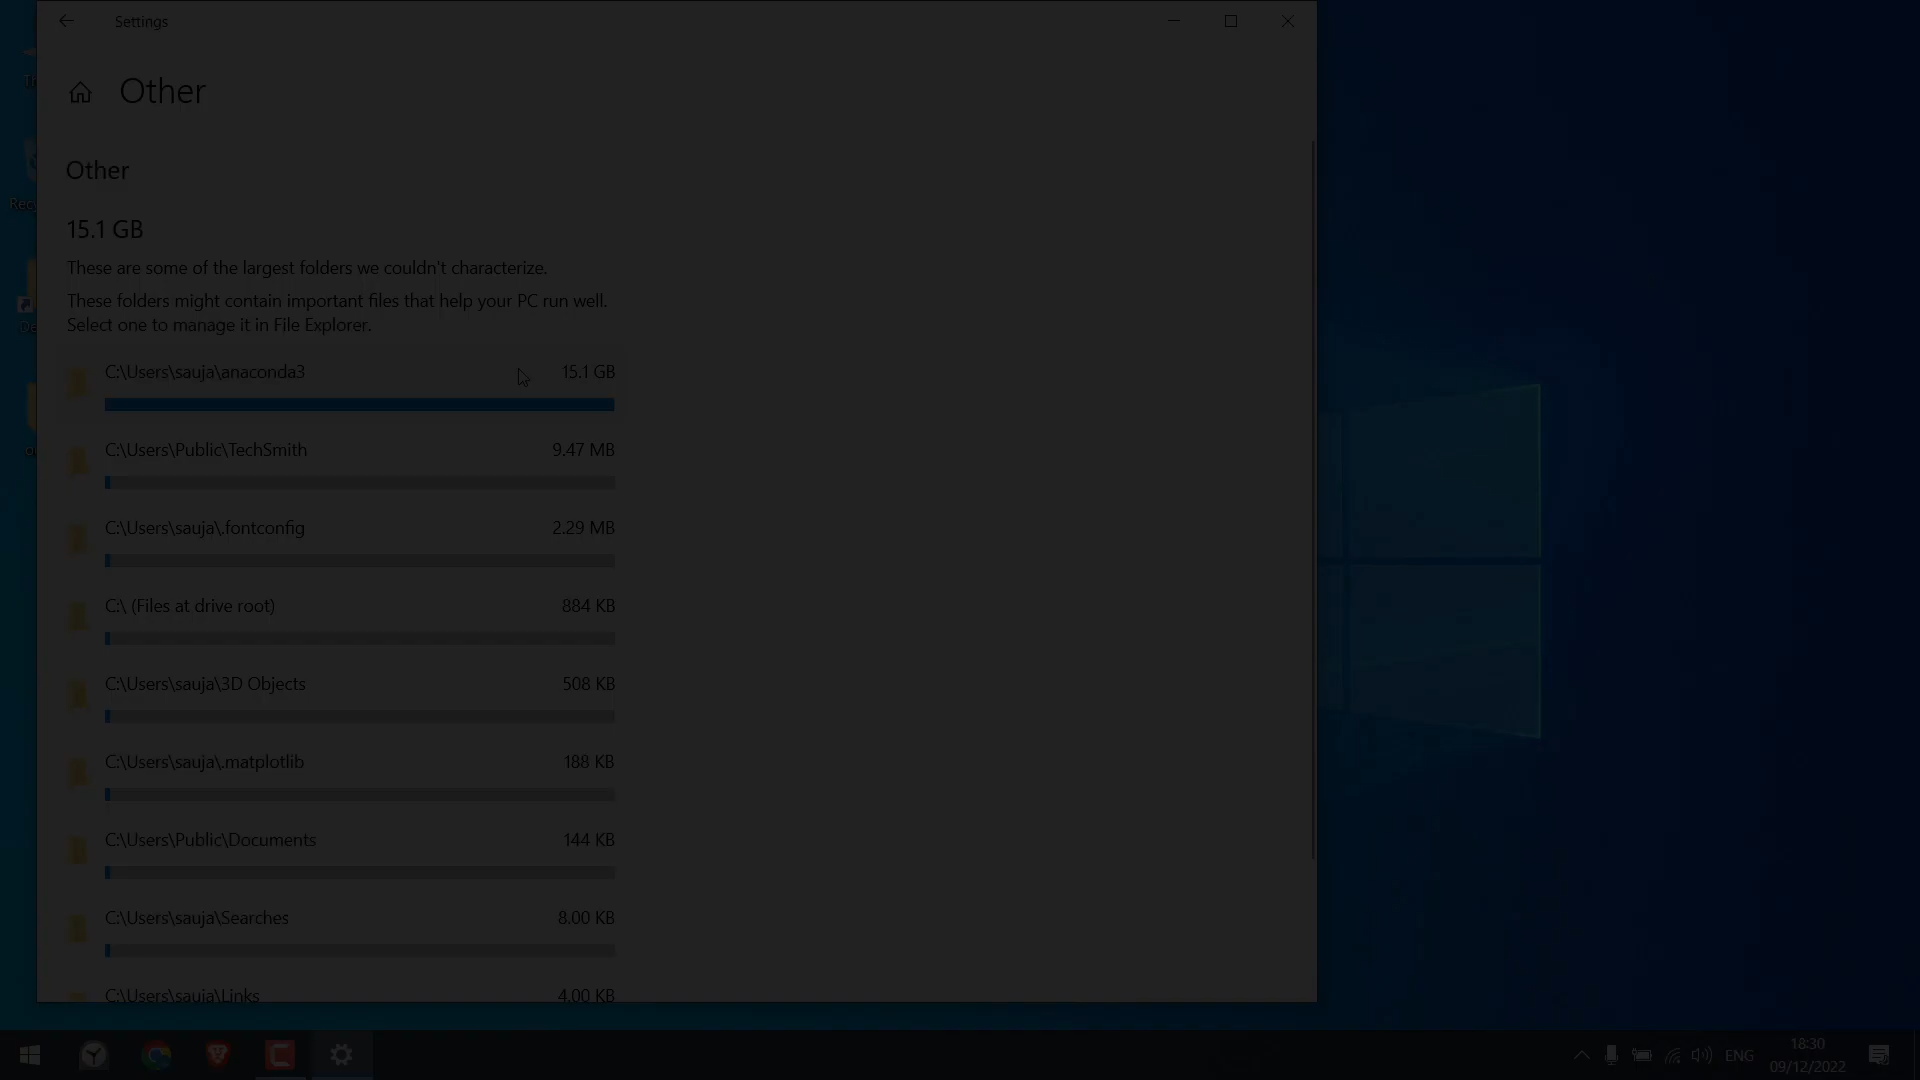 Settings
Other
Other
15.1 GB
These are some of the largest folders we couldn't characterize.
These folders might contain important files that help your PC run well.
Select one to manage it in File Explorer.
C:\Users\sauja\anaconda3 15.1 GB
C:\Users\Public\TechSmith 9.47 MB
C:\Users\sauja\.fontconfig 2.29 MB
C:\ (Files at drive root) 884 KB
C:\Users\sauja\3D Objects 508 KB
C:\Users\sauja\.matplotlib 188 KB
C:\Users\Public\Documents 144 KB
C:\Users\sauja\Searches 8.00 KB
C:\Users\sauja\Links 4.00 KB
ENG
18:30
09/12/2022